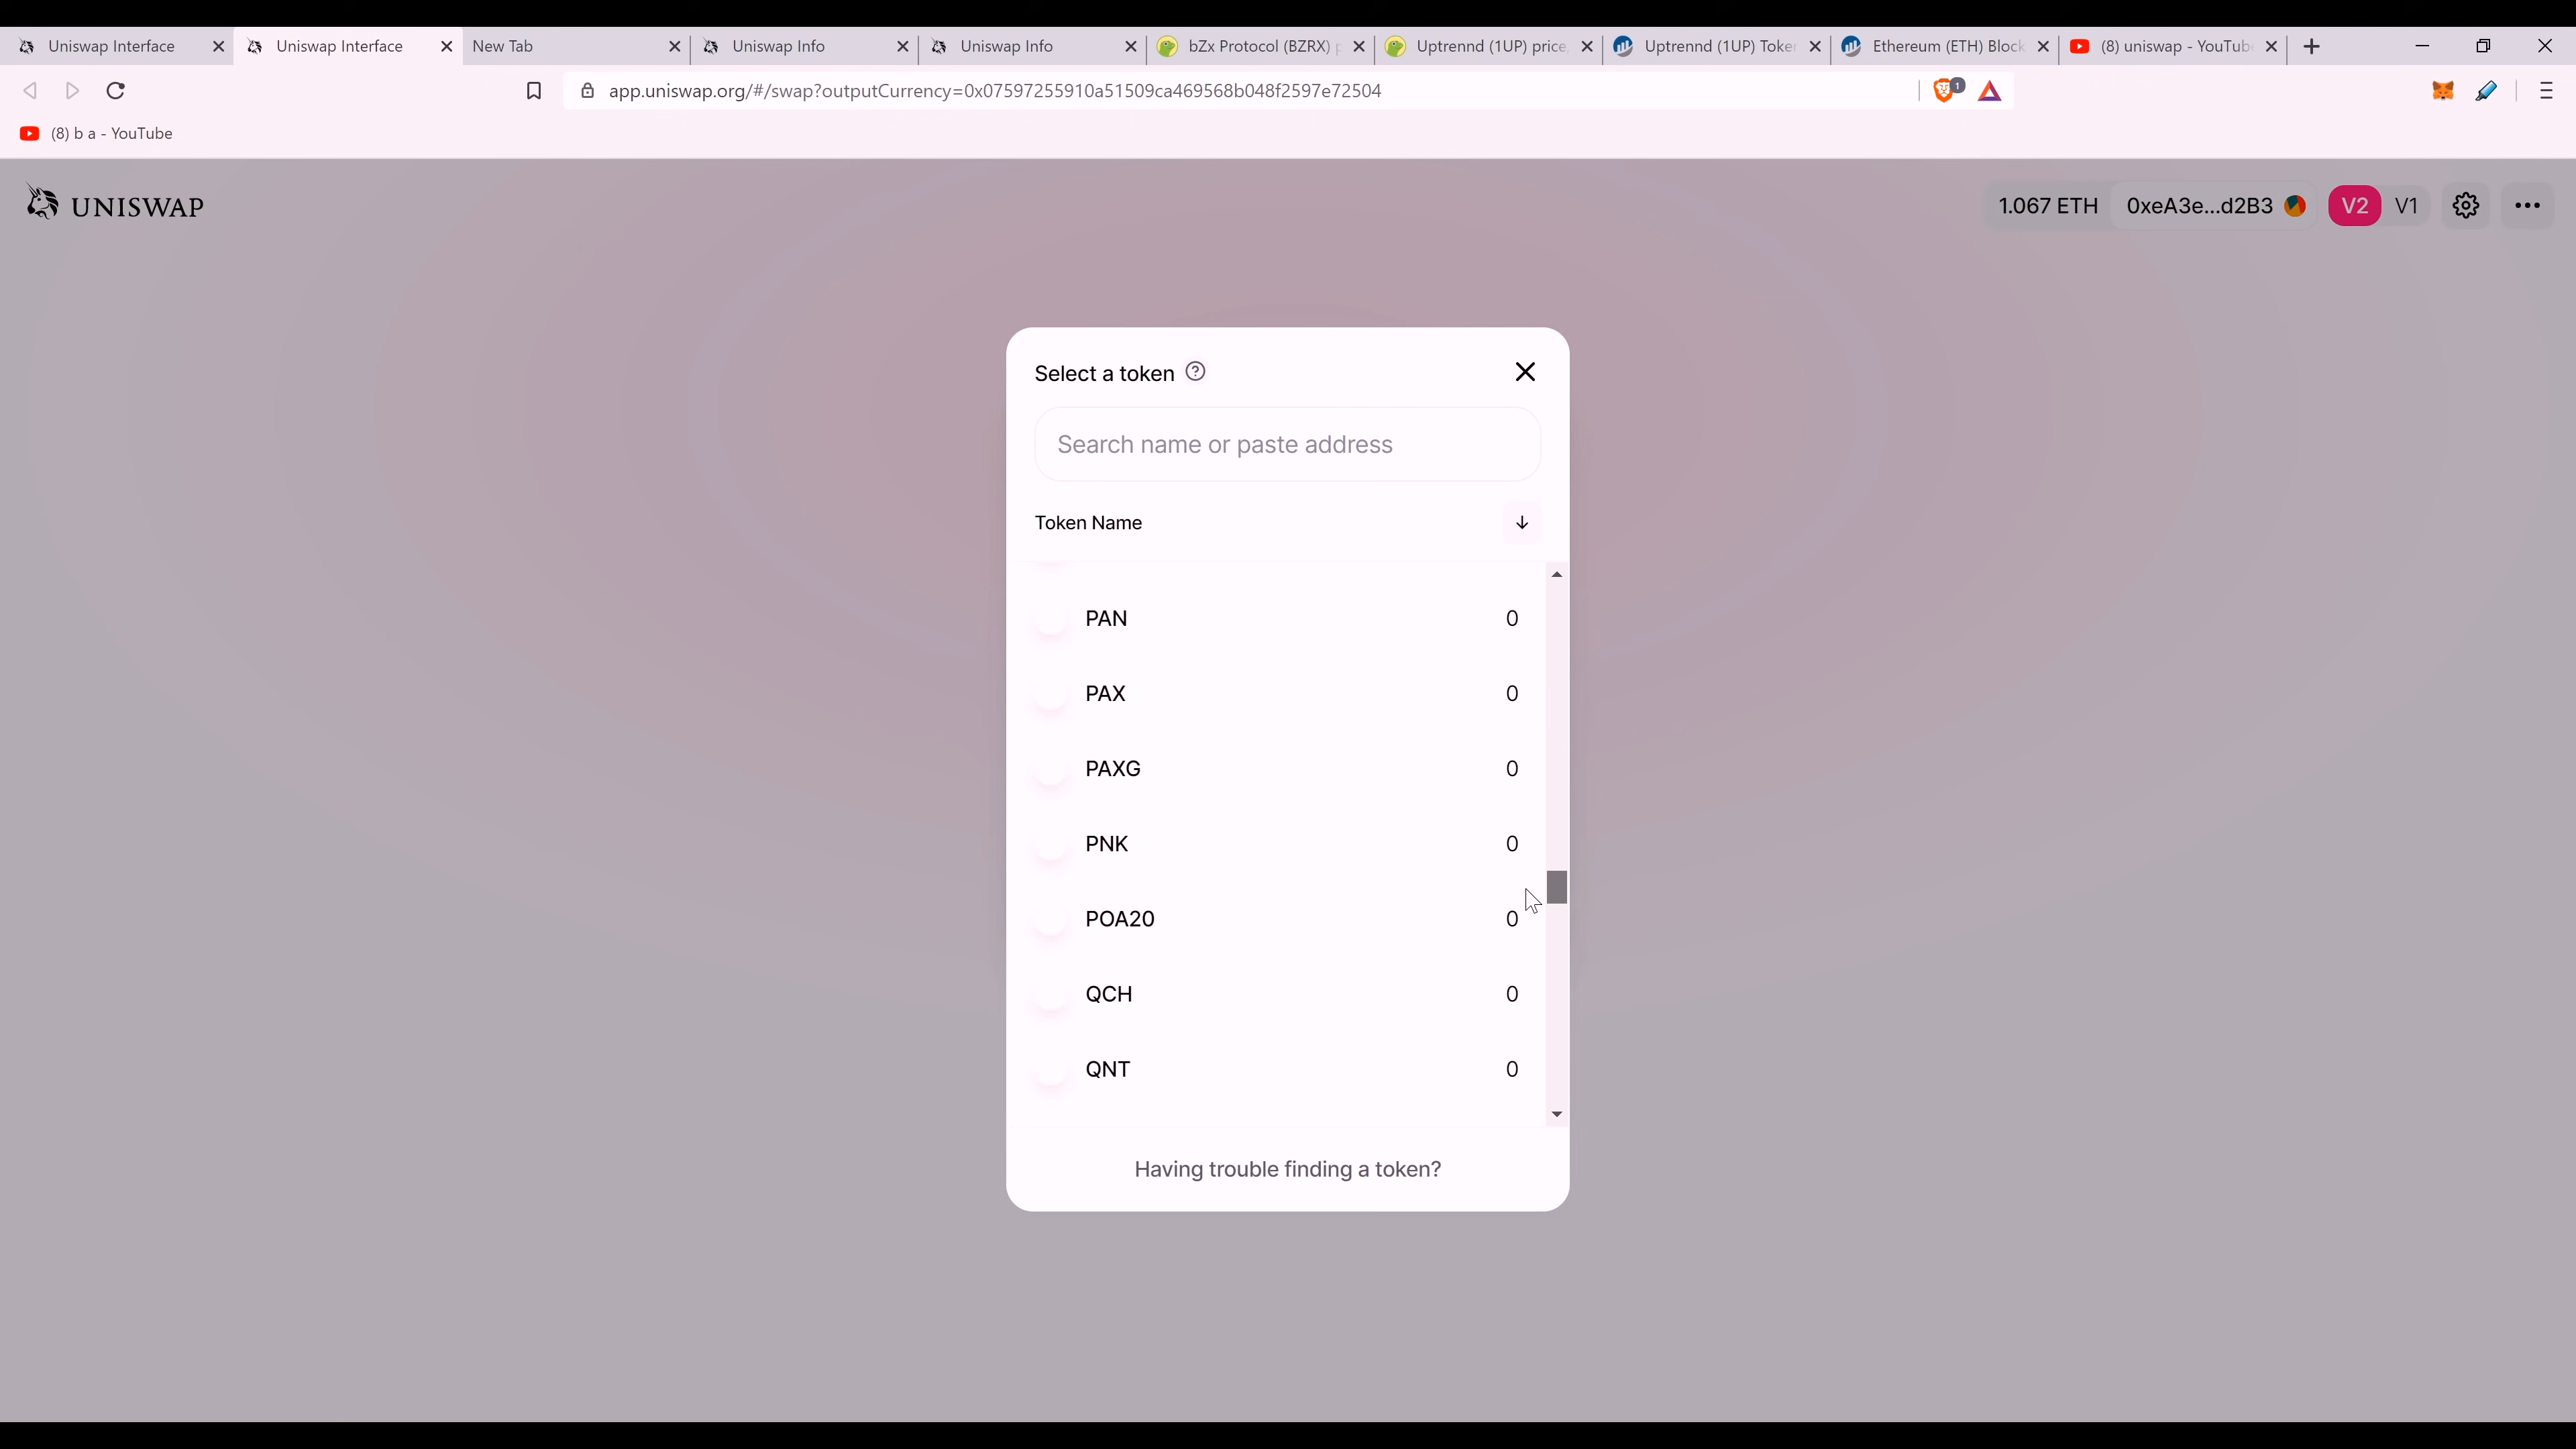 Uniswap Interface
Uniswap Interface
New Tab
Uniswap Info
Uniswap Info
bZx Protocol (BZRX) p
Uptrennd (1UP) price,
Uptrennd (1UP) Token
Ethereum (ETH) Block
(8) uniswap - YouTube
app.uniswap.org/#/swap?outputCurrency=0x07597255910a51509ca469568b048f2597e72504
1
(8) b a - YouTube
UNISWAP
1.067 ETH
0xeA3e...d2B3
V2
V1
Select a token
?
Search name or paste address
Token Name
PAN 0
PAX 0
PAXG 0
PNK 0
POA20 0
QCH 0
QNT 0
Having trouble finding a token?